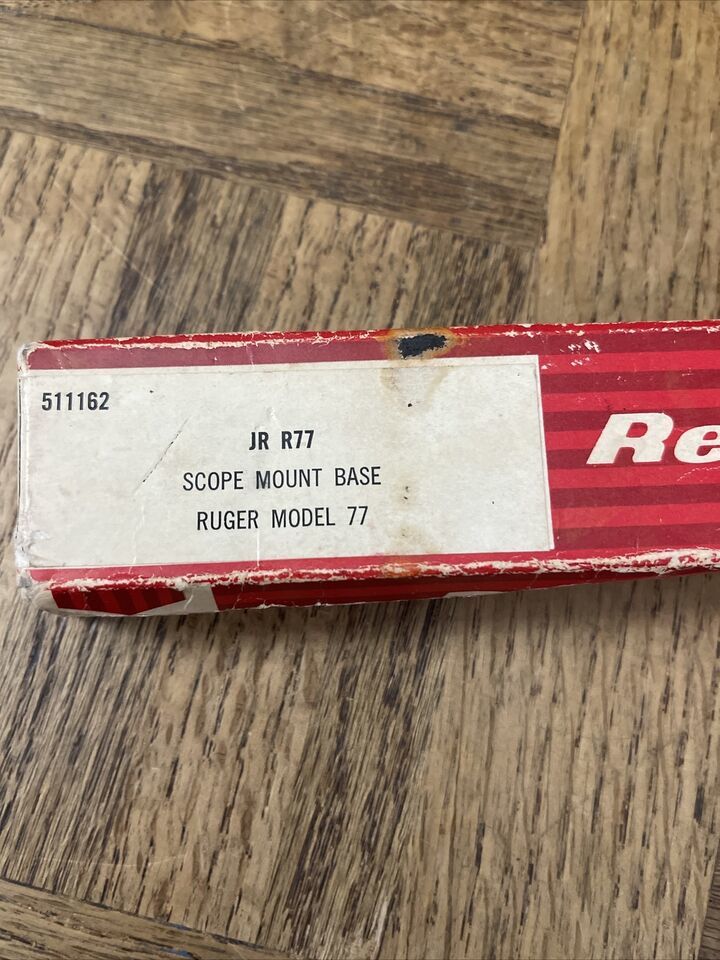 511162
JR R77
SCOPE MOUNT BASE
RUGER MODEL 77
Re